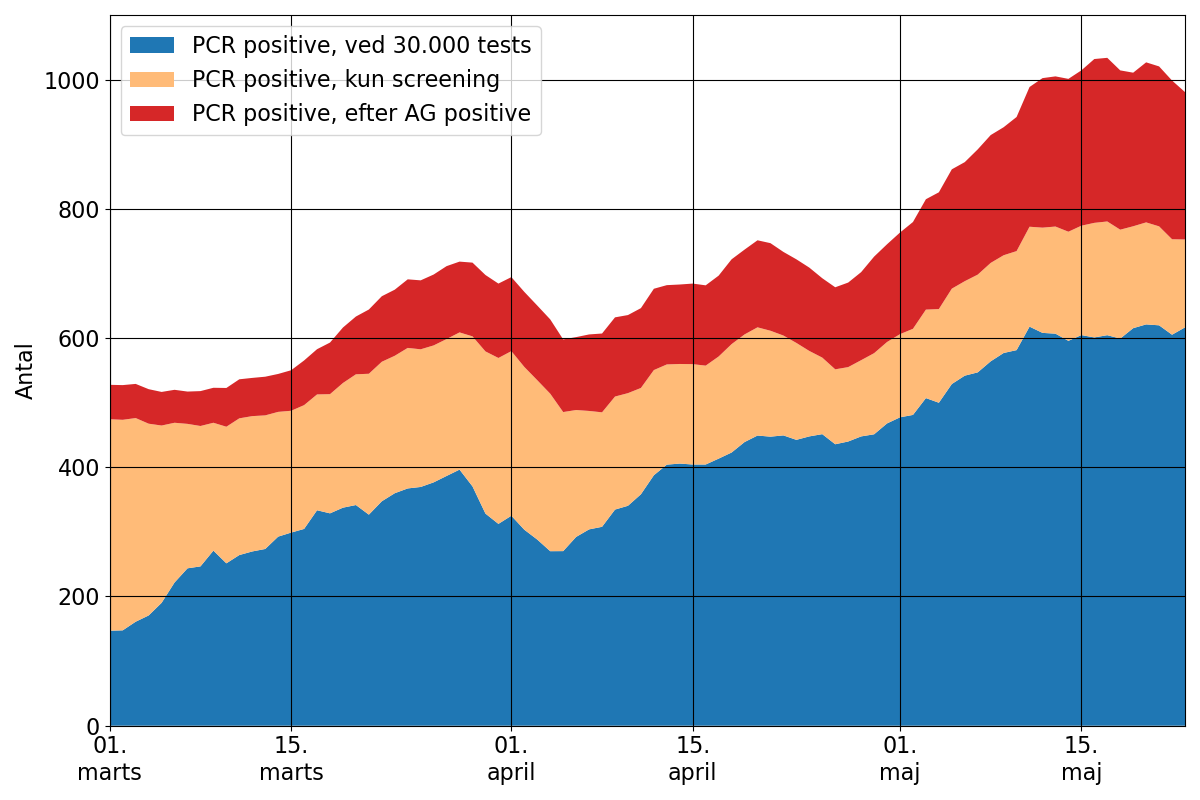 PCR positive, ved 30.000 tests
PCR positive, kun screening
PCR positive, efter AG positive
Antal
1000
800
600
400
200
0
01. marts
15. marts
01. april
15. april
01. maj
15. maj